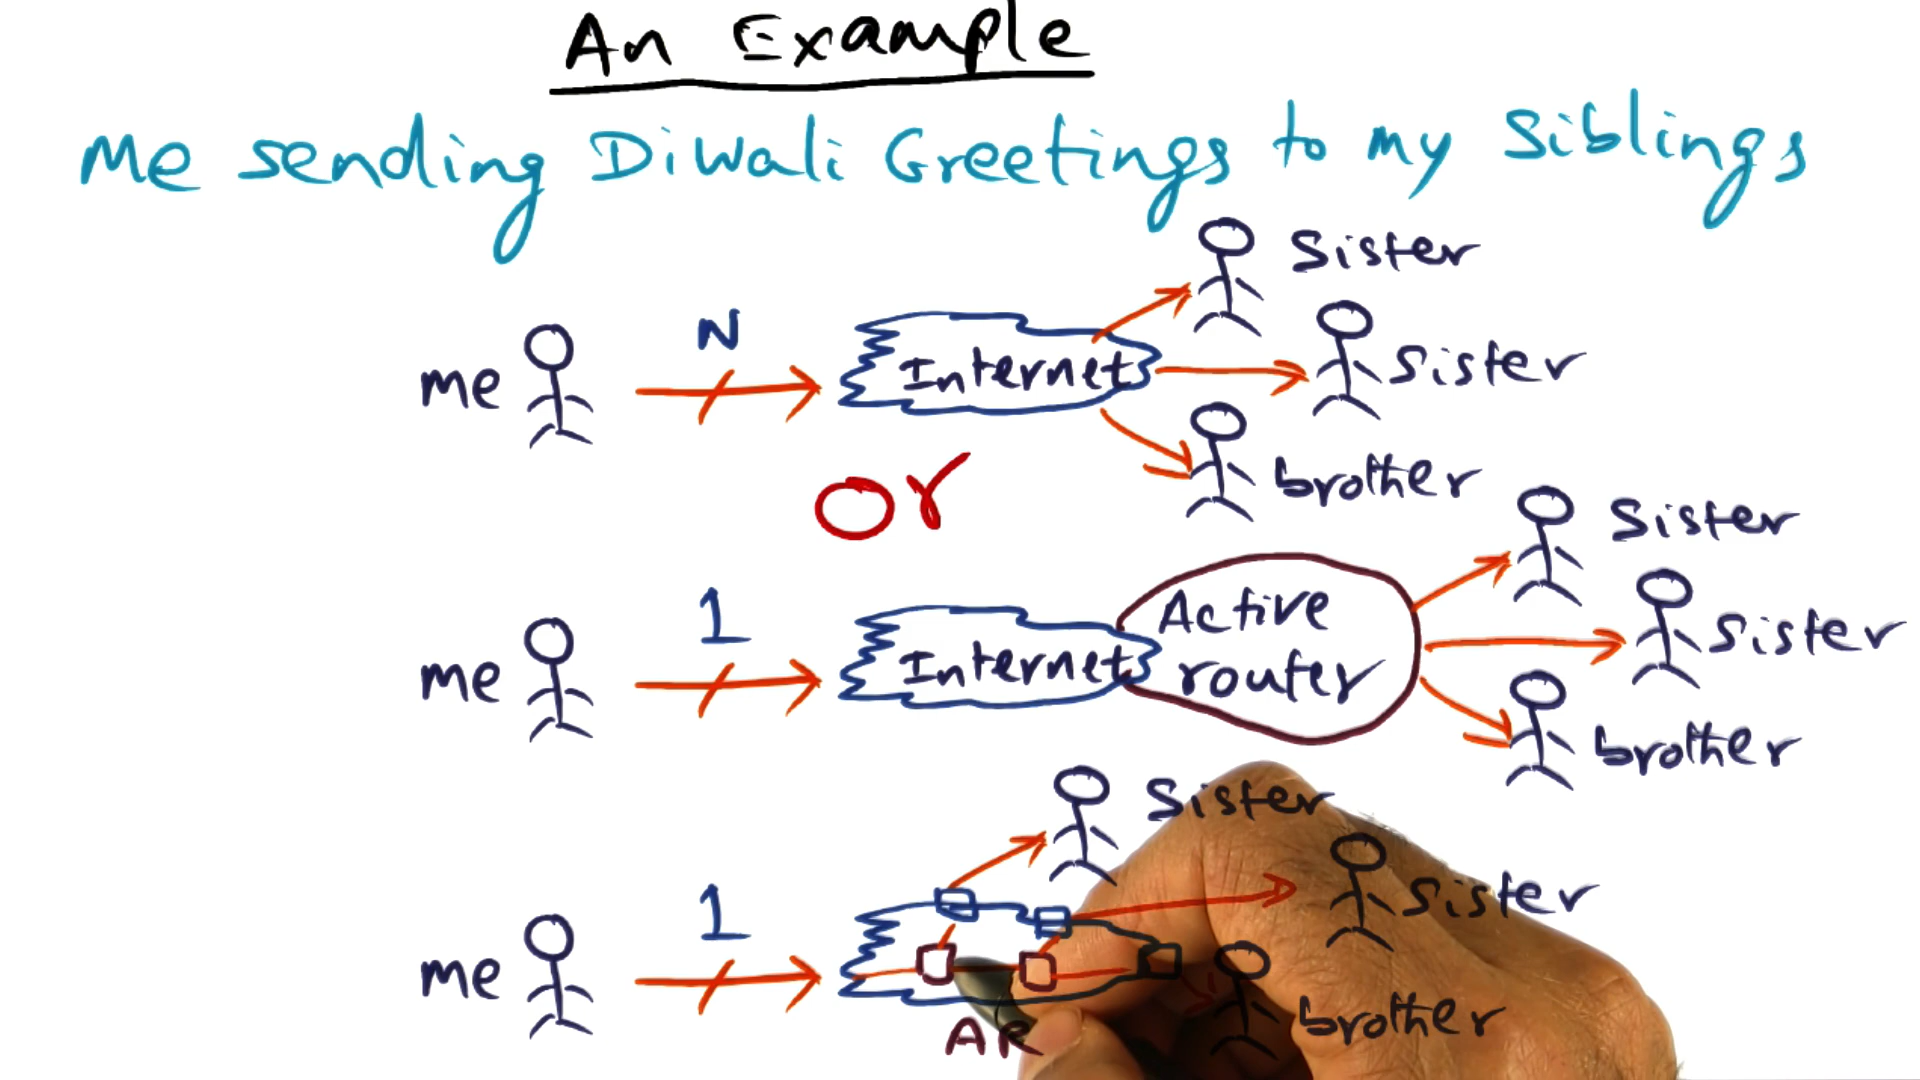 An Example
Me sending Diwali Greetings to my Siblings
Sister
N
me
Internet
Sister
brother
or
Sister
1
Active
me
Internet
router
Sister
brother
Sister
1
Sister
me
AR
brother